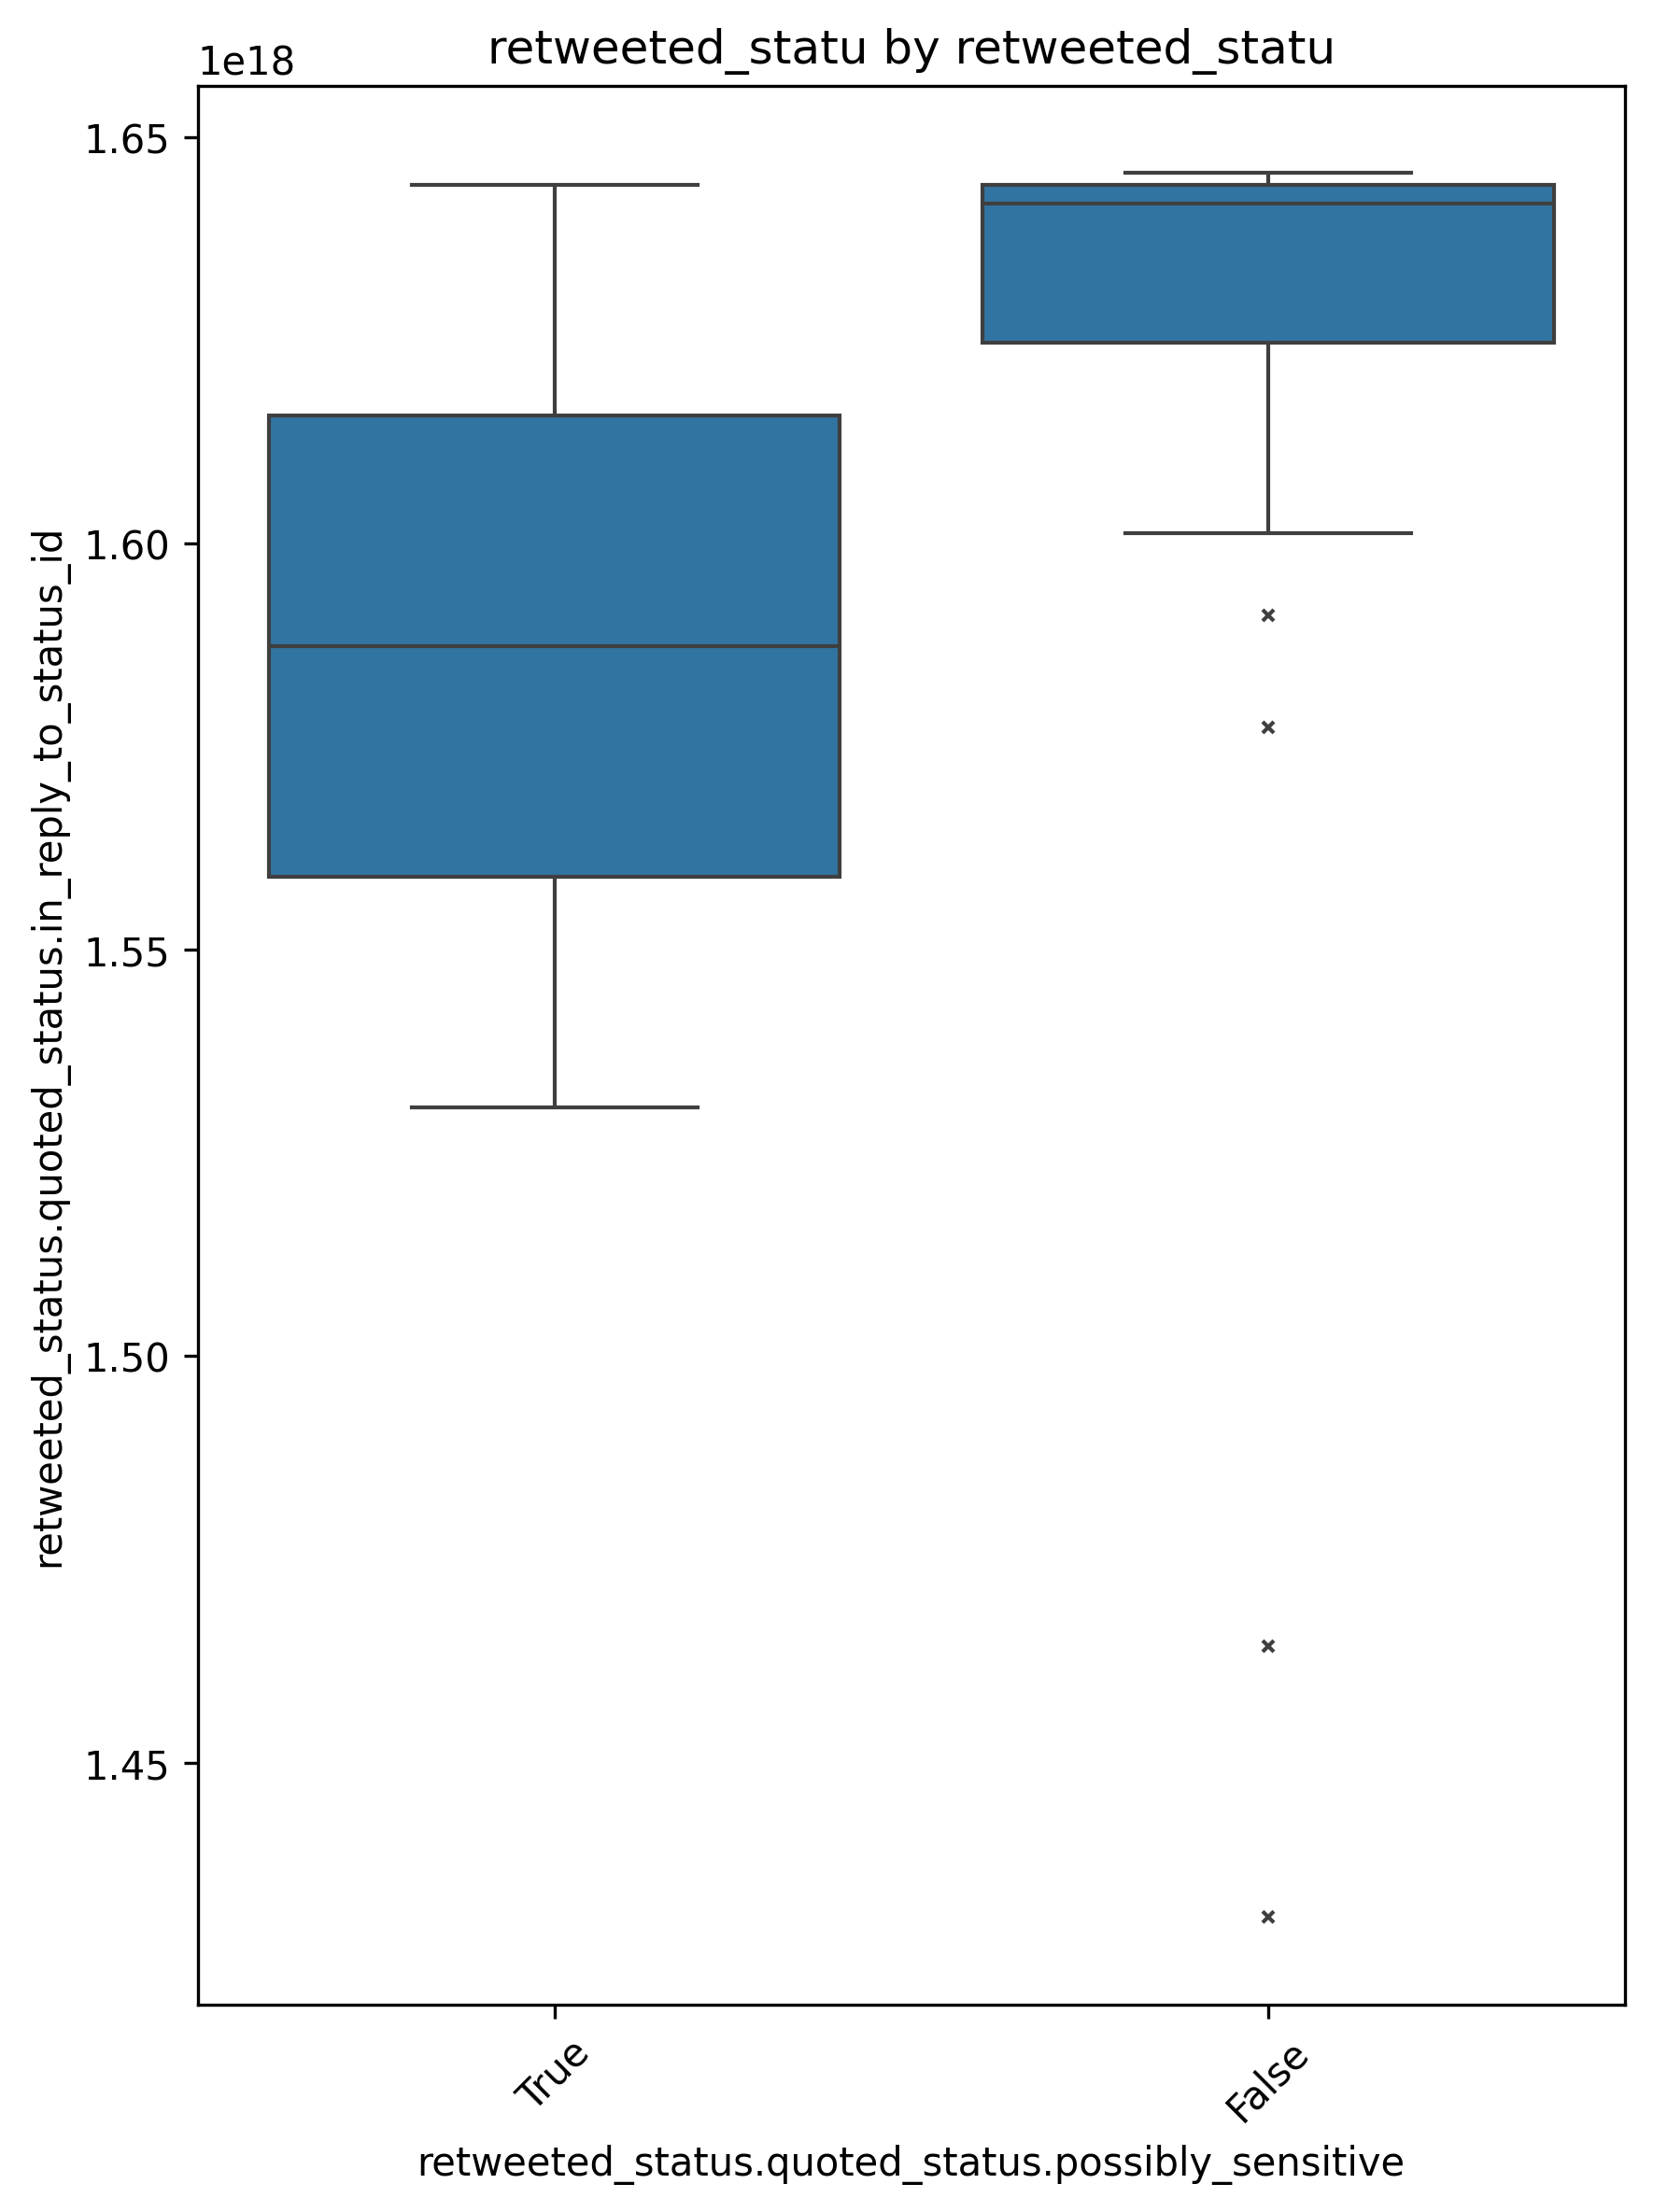 retweeted_statu by retweeted_statu
1e18
1.65
1.60
1.55
1.50
1.45
retweeted_status.quoted_status.in_reply_to_status_id
True
False
retweeted_status.quoted_status.possibly_sensitive